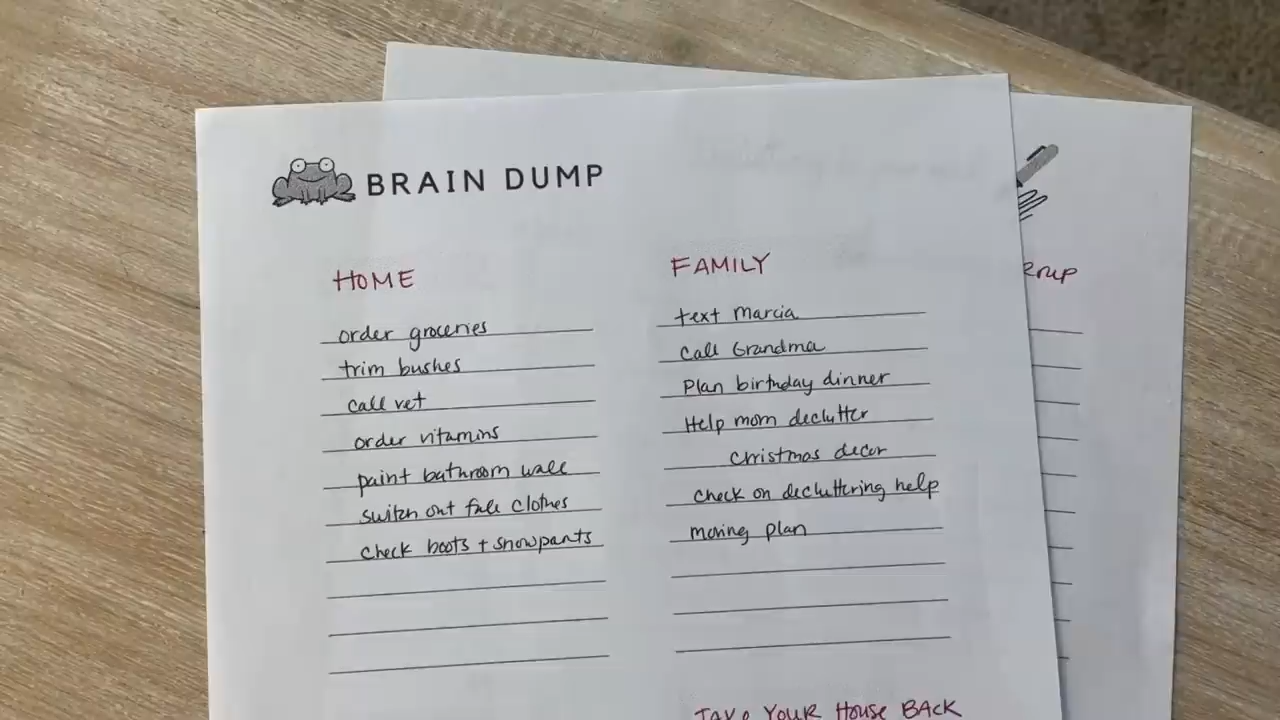 BRAIN DUMP
HOME
order groceries
trim bushes
call vet
order vitamins
paint bathroom wall
switch out fall clothes
check boots + snowpants
FAMILY
text Marcia
Call Grandma
Plan birthday dinner
Help mom declutter
christmas decor
check on decluttering help
moving plan
TAKE YOUR HOUSE BACK